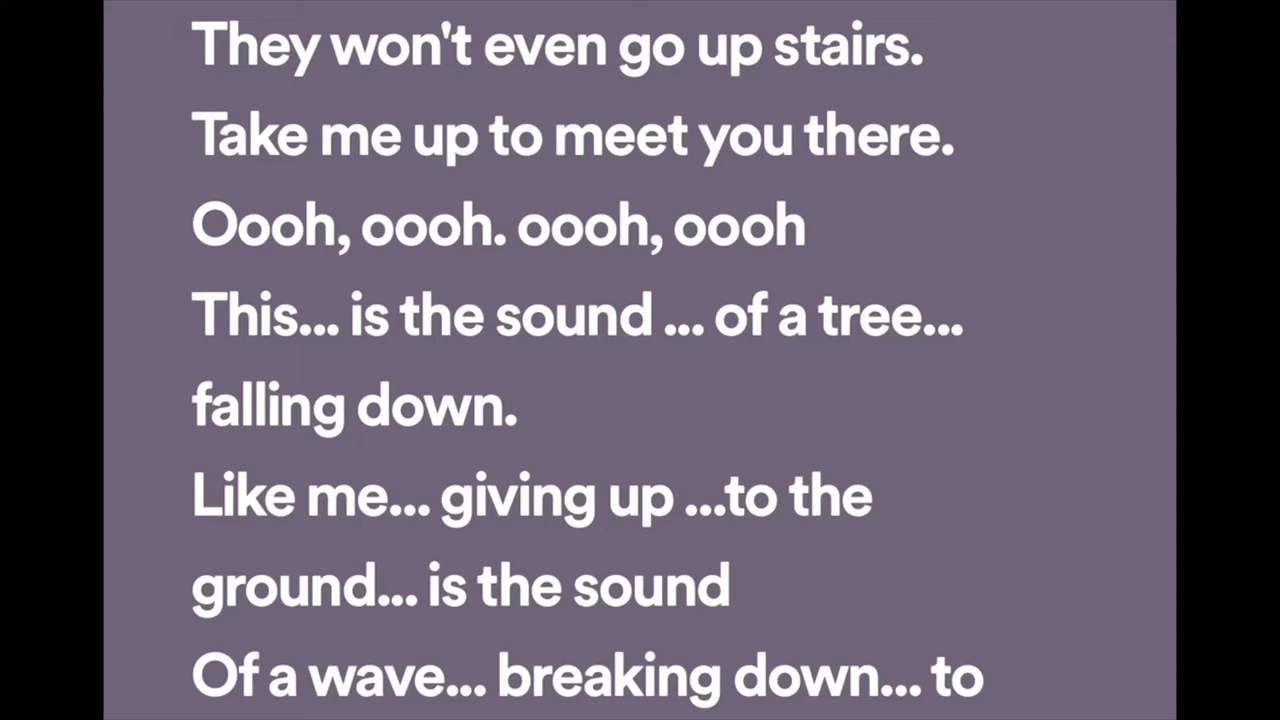 They won't even go up stairs.
Take me up to meet you there.
Oooh, oooh. oooh, oooh
This... is the sound ... of a tree...
falling down.
Like me... giving up ...to the
ground... is the sound
Of a wave... breaking down... to